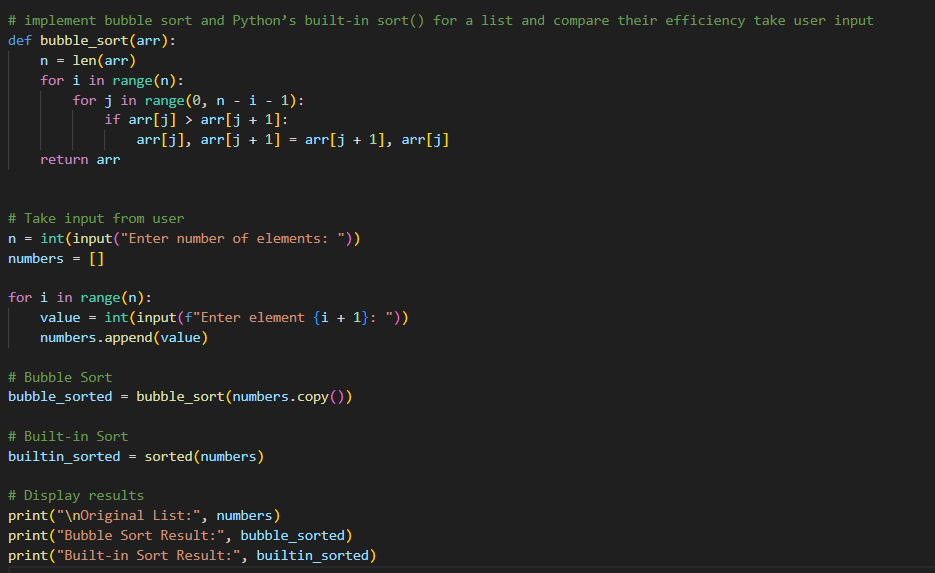 # implement bubble sort and Python’s built-in sort() for a list and compare their efficiency take user input
def bubble_sort(arr):
    n = len(arr)
    for i in range(n):
        for j in range(0, n - i - 1):
            if arr[j] > arr[j + 1]:
                arr[j], arr[j + 1] = arr[j + 1], arr[j]
    return arr
# Take input from user
n = int(input("Enter number of elements: "))
numbers = []
for i in range(n):
    value = int(input(f"Enter element {i + 1}: "))
    numbers.append(value)
# Bubble Sort
bubble_sorted = bubble_sort(numbers.copy())
# Built-in Sort
builtin_sorted = sorted(numbers)
# Display results
print("\nOriginal List:", numbers)
print("Bubble Sort Result:", bubble_sorted)
print("Built-in Sort Result:", builtin_sorted)